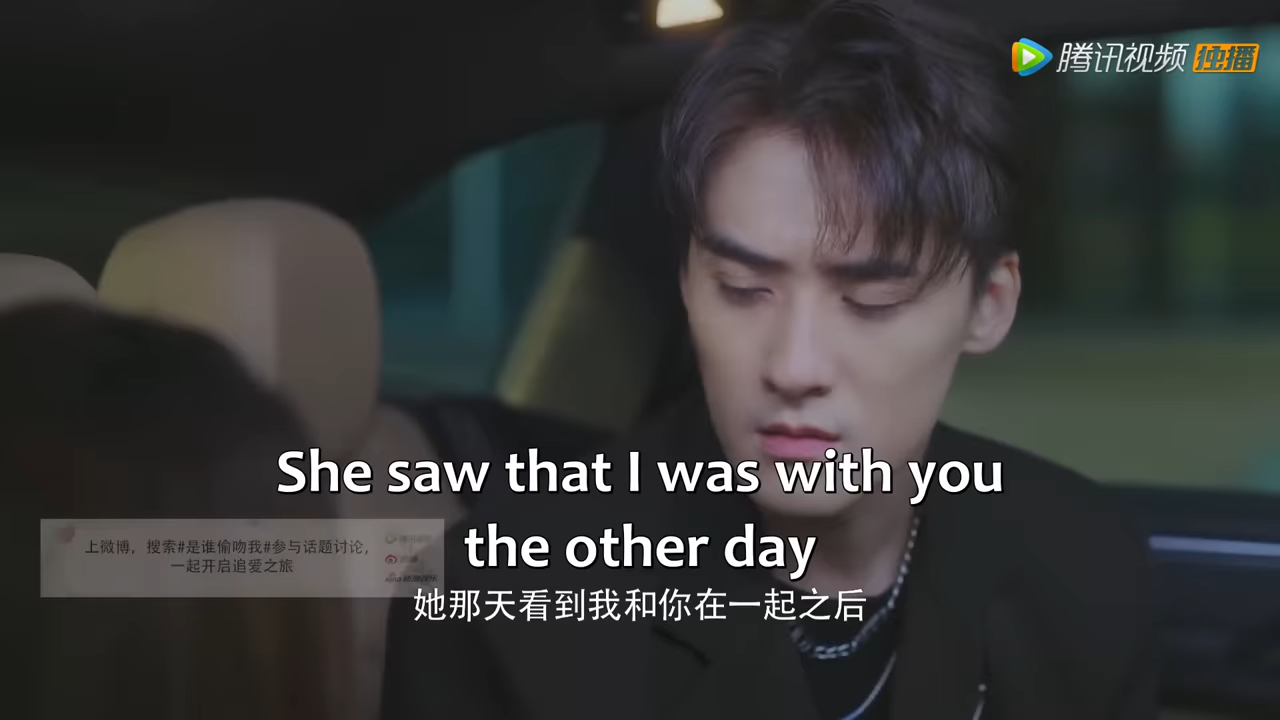 腾讯视频 独播
She saw that I was with you
the other day
上微博，搜索#是谁偷吻我#参与话题讨论，
一起开启追爱之旅
她那天看到我和你在一起之后